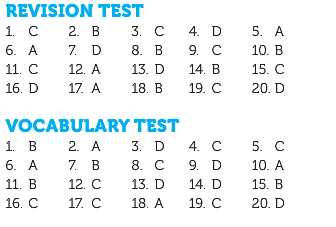 REVISION TEST
1. C 2. B 3. C 4. D 5. A
6. A 7. D 8. B 9. C 10. B
11. C 12. A 13. D 14. B 15. C
16. D 17. A 18. B 19. C 20. D
VOCABULARY TEST
1. B 2. A 3. D 4. C 5. C
6. A 7. B 8. C 9. D 10. A
11. B 12. C 13. D 14. D 15. B
16. C 17. C 18. A 19. C 20. D